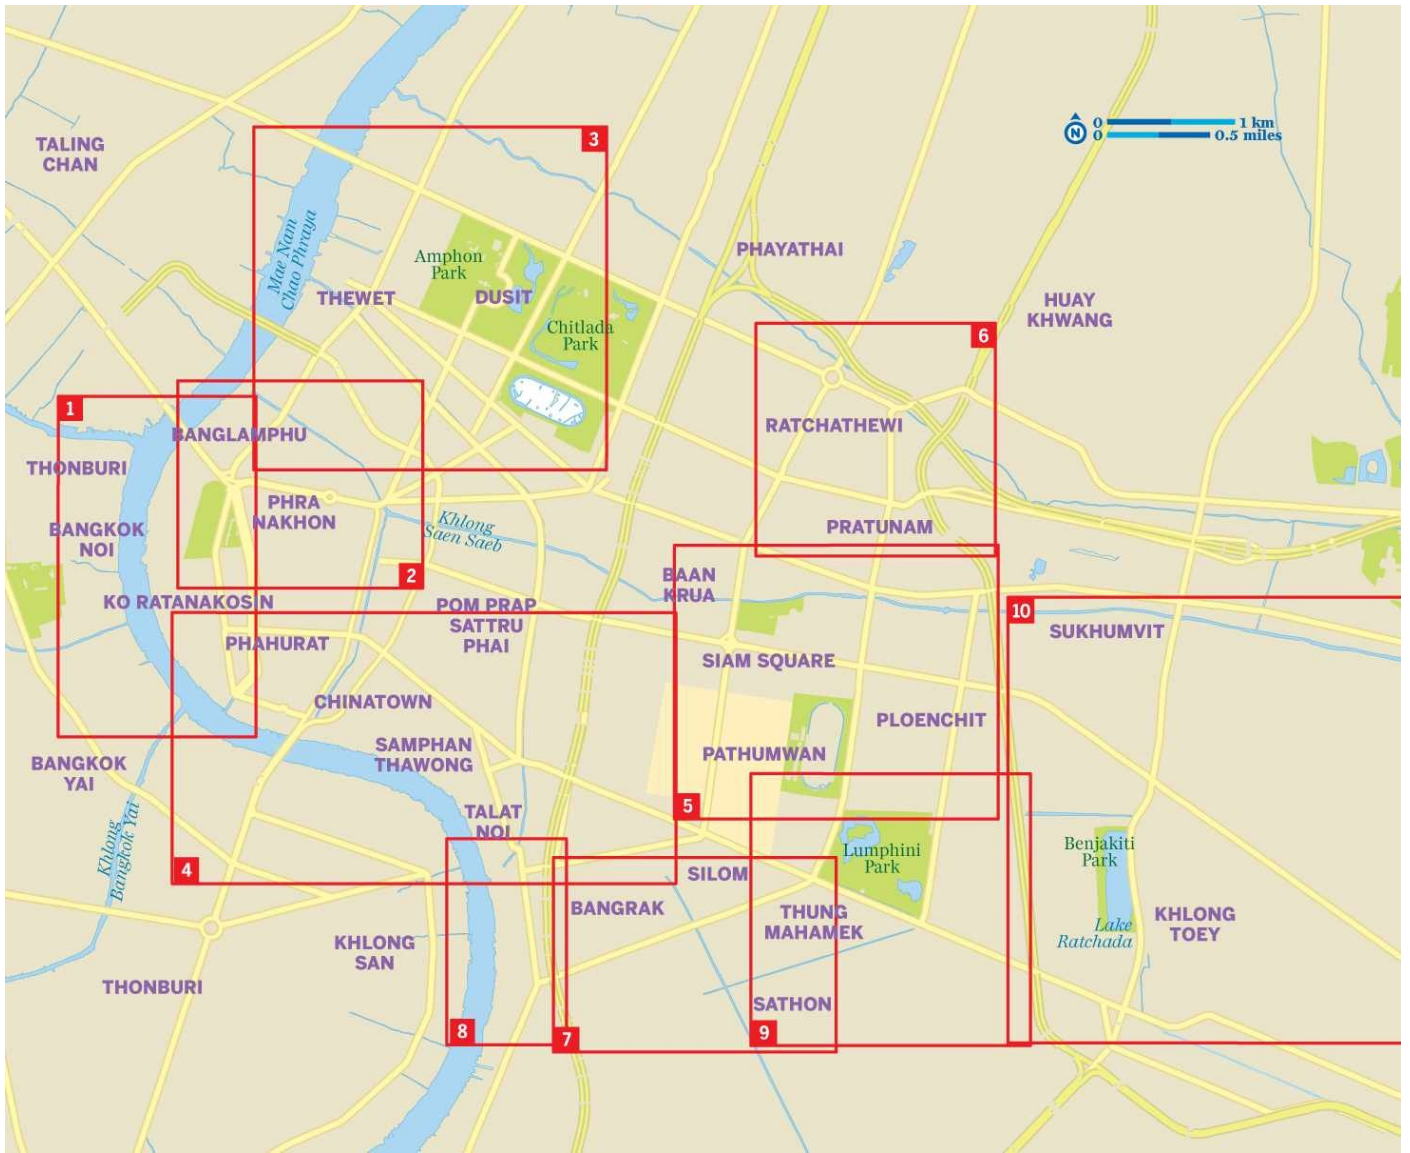 0 1 km
0 0.5 miles
N
3
TALING
CHAN
Mae Nam
Chao Phraya
PHAYATHAI
Amphon
Park
THEWET
DUSIT
HUAY
KHWANG
Chitlada
Park
6
1
RATCHATHEWI
BANGLAMPHU
THONBURI
PHRA
NAKHON
Khlong
Saen Saeb
PRATUNAM
BANGKOK
NOI
2
BAAN
KRUA
KO RATANAKOSIN
POM PRAP
SATTRU
PHAI
10
SUKHUMVIT
PHAHURAT
SIAM SQUARE
CHINATOWN
PLOENCHIT
SAMPHAN
THAWONG
PATHUMWAN
BANGKOK
YAI
5
TALAT
NOI
Khlong
Bangkok Yai
Lumphini
Park
Benjakiti
Park
4
SILOM
BANGRAK
THUNG
MAHAMEK
KHLONG
TOEY
Lake
Ratchada
KHLONG
SAN
THONBURI
SATHON
8
7
9